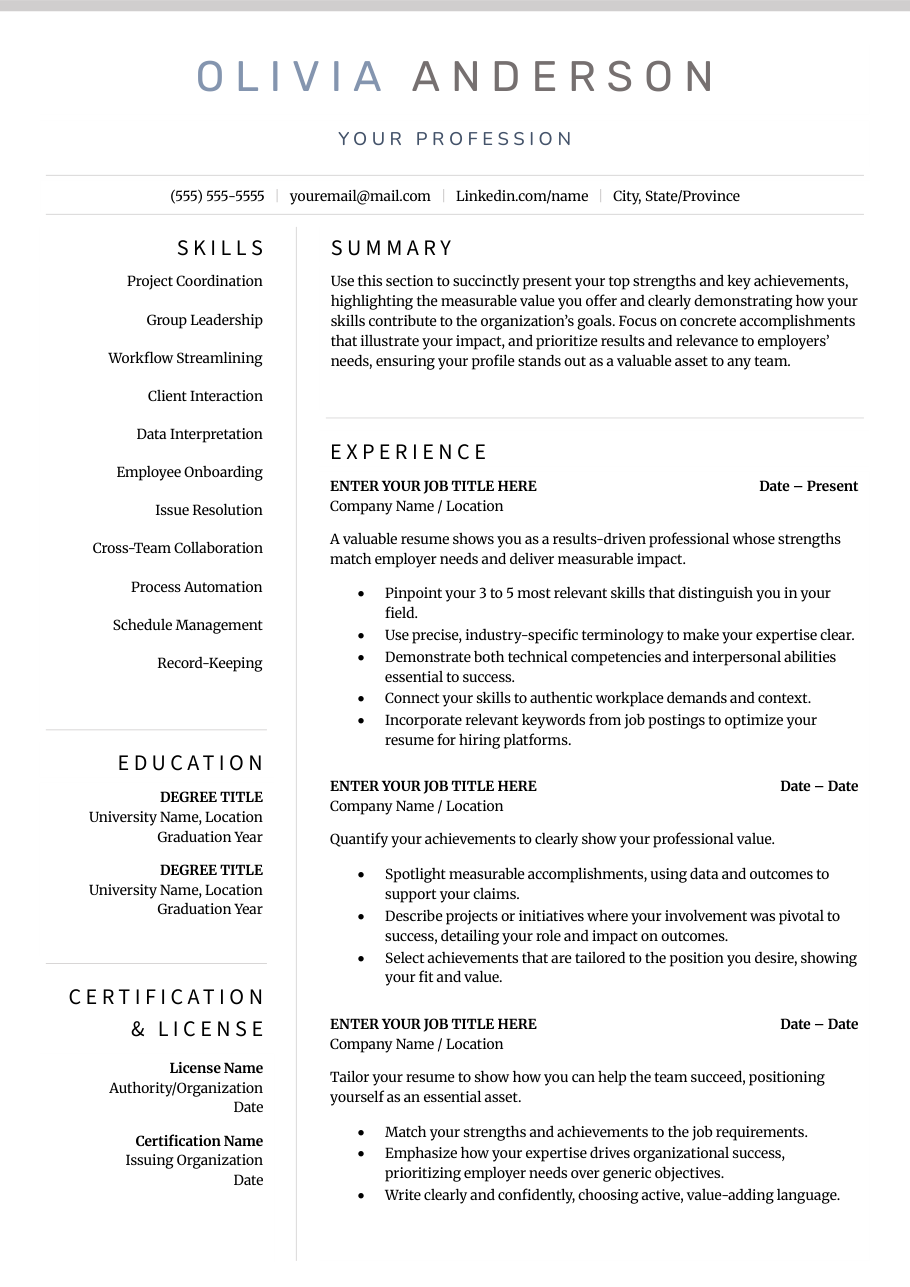 OLIVIA ANDERSON
YOUR PROFESSION
(555) 555-5555 | youremail@mail.com | Linkedin.com/name | City, State/Province
SKILLS
Project Coordination
Group Leadership
Workflow Streamlining
Client Interaction
Data Interpretation
Employee Onboarding
Issue Resolution
Cross-Team Collaboration
Process Automation
Schedule Management
Record-Keeping
EDUCATION
DEGREE TITLE
University Name, Location
Graduation Year
DEGREE TITLE
University Name, Location
Graduation Year
CERTIFICATION
& LICENSE
License Name
Authority/Organization
Date
Certification Name
Issuing Organization
Date
SUMMARY
Use this section to succinctly present your top strengths and key achievements,
highlighting the measurable value you offer and clearly demonstrating how your
skills contribute to the organization’s goals. Focus on concrete accomplishments
that illustrate your impact, and prioritize results and relevance to employers’
needs, ensuring your profile stands out as a valuable asset to any team.
EXPERIENCE
ENTER YOUR JOB TITLE HERE Date – Present
Company Name / Location
A valuable resume shows you as a results-driven professional whose strengths
match employer needs and deliver measurable impact.
• Pinpoint your 3 to 5 most relevant skills that distinguish you in your
field.
• Use precise, industry-specific terminology to make your expertise clear.
• Demonstrate both technical competencies and interpersonal abilities
essential to success.
• Connect your skills to authentic workplace demands and context.
• Incorporate relevant keywords from job postings to optimize your
resume for hiring platforms.
ENTER YOUR JOB TITLE HERE Date – Date
Company Name / Location
Quantify your achievements to clearly show your professional value.
• Spotlight measurable accomplishments, using data and outcomes to
support your claims.
• Describe projects or initiatives where your involvement was pivotal to
success, detailing your role and impact on outcomes.
• Select achievements that are tailored to the position you desire, showing
your fit and value.
ENTER YOUR JOB TITLE HERE Date – Date
Company Name / Location
Tailor your resume to show how you can help the team succeed, positioning
yourself as an essential asset.
• Match your strengths and achievements to the job requirements.
• Emphasize how your expertise drives organizational success,
prioritizing employer needs over generic objectives.
• Write clearly and confidently, choosing active, value-adding language.